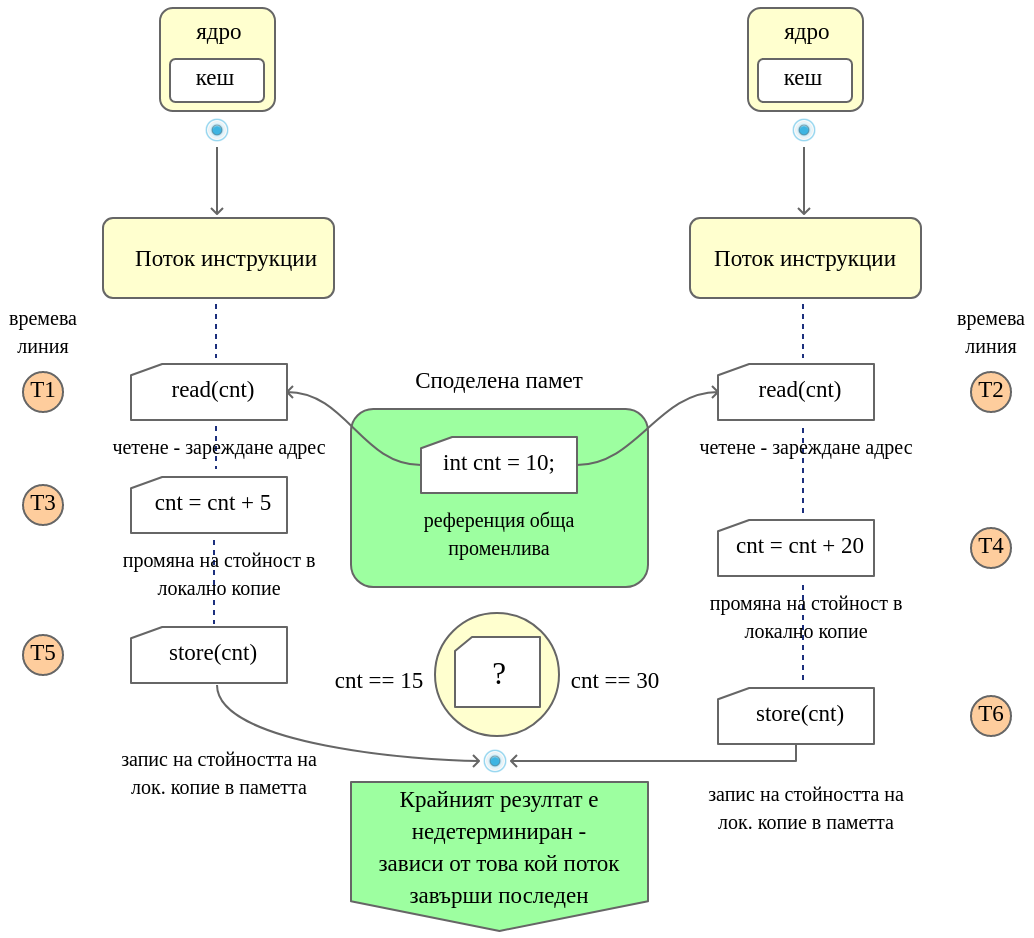 ядро
кеш
ядро
кеш
Поток инструкции
Поток инструкции
времева
линия
времева
линия
T1
read(cnt)
Споделена памет
read(cnt)
T2
четене - зареждане адрес
int cnt = 10;
четене - зареждане адрес
T3
cnt = cnt + 5
референция обща
променлива
cnt = cnt + 20
T4
промяна на стойност в
локално копие
промяна на стойност в
локално копие
T5
store(cnt)
cnt == 15
?
cnt == 30
store(cnt)
T6
запис на стойността на
лок. копие в паметта
запис на стойността на
лок. копие в паметта
Крайният резултат е
недетерминиран -
зависи от това кой поток
завърши последен